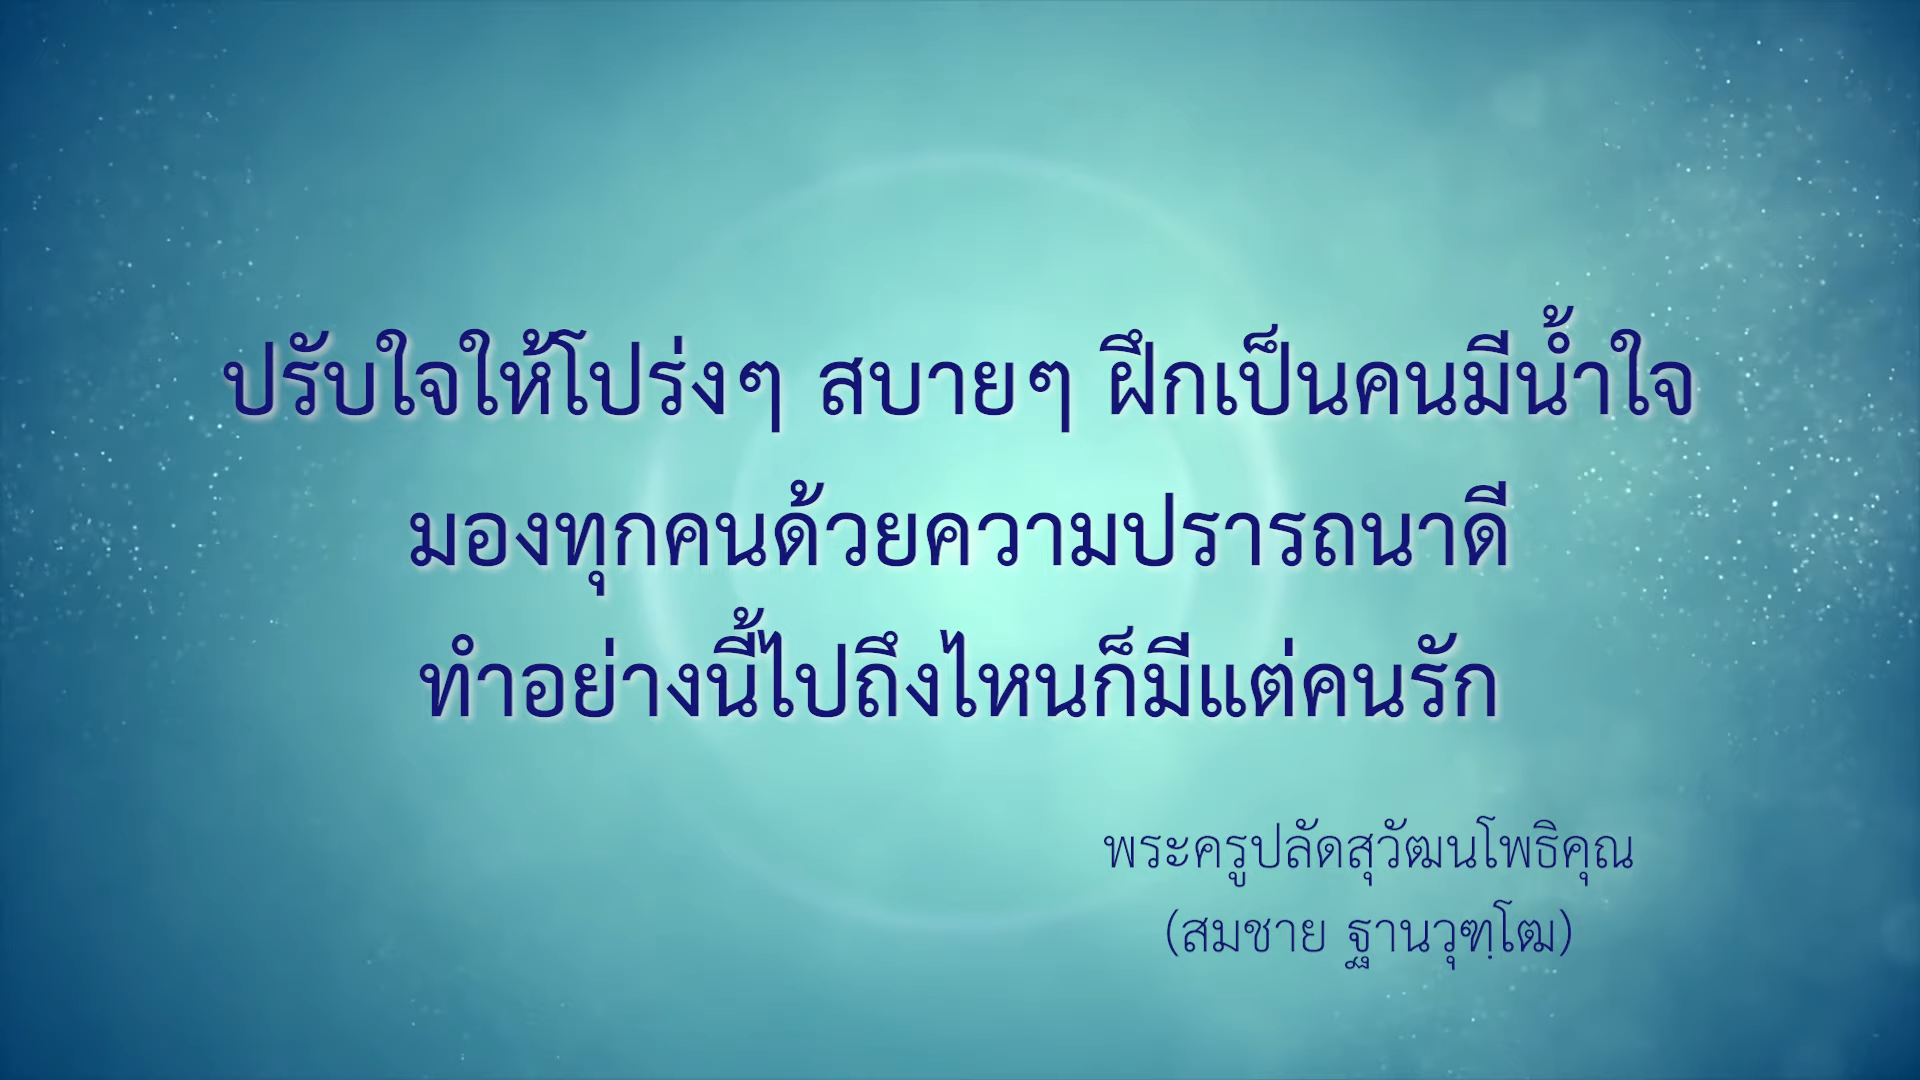 ปรับใจให้โปร่งๆ สบายๆ ฝึกเป็นคนมีน้ำใจ
มองทุกคนด้วยความปรารถนาดี
ทำอย่างนี้ไปถึงไหนก็มีแต่คนรัก
พระครูปลัดสุวัฒนโพธิคุณ
(สมชาย ฐานวุฑฺโฒ)